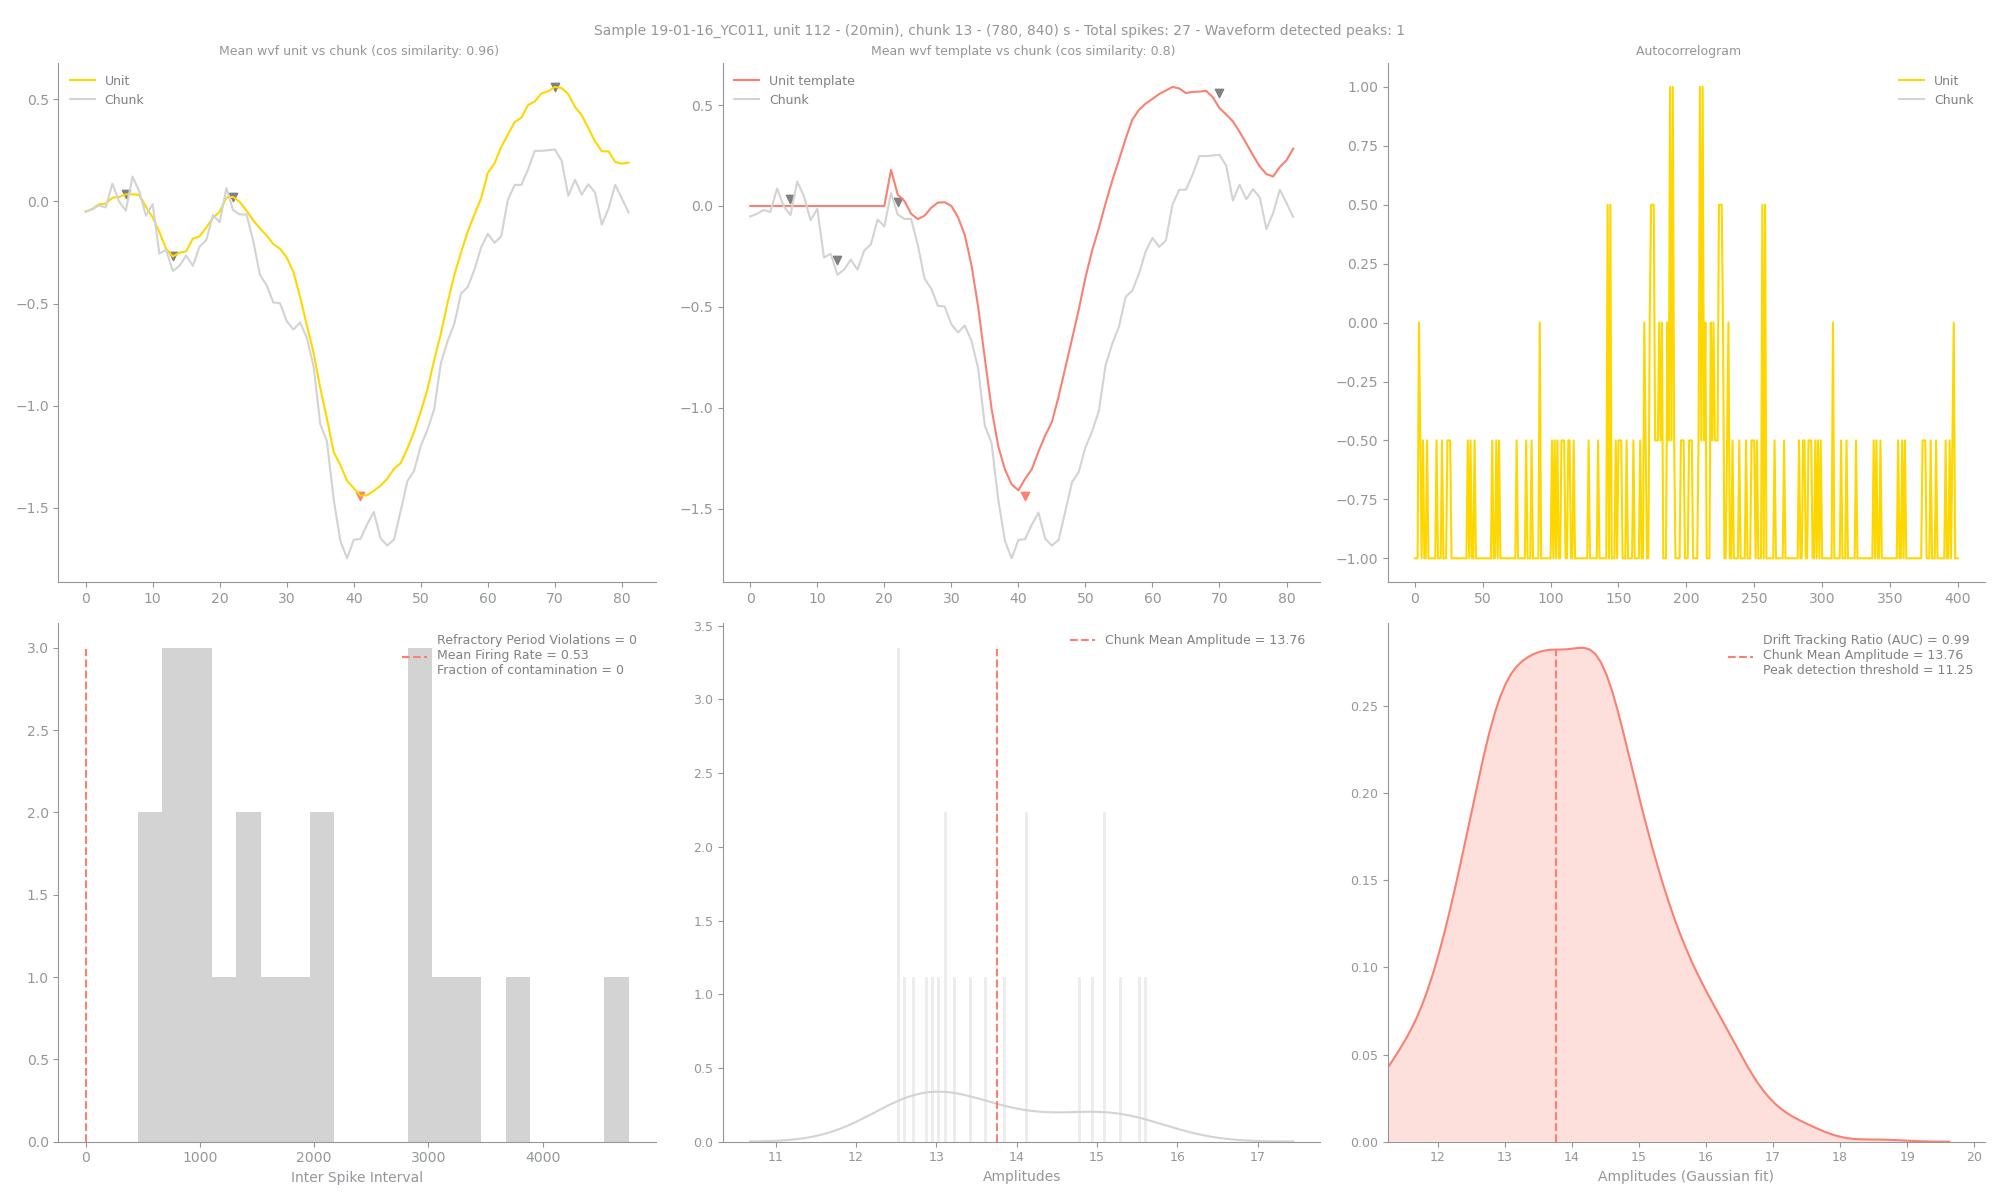 Sample 19-01-16_YC011, unit 112 - (20min), chunk 13 - (780, 840) s - Total spikes: 27 - Waveform detected peaks: 1
Mean wvf unit vs chunk (cos similarity: 0.96)
Unit
Chunk
0.5
0.0
−0.5
−1.0
−1.5
0 10 20 30 40 50 60 70 80
Mean wvf template vs chunk (cos similarity: 0.8)
Unit template
Chunk
0.5
0.0
−0.5
−1.0
−1.5
0 10 20 30 40 50 60 70 80
Autocorrelogram
Unit
Chunk
1.00
0.75
0.50
0.25
0.00
−0.25
−0.50
−0.75
−1.00
0 50 100 150 200 250 300 350 400
Refractory Period Violations = 0
Mean Firing Rate = 0.53
Fraction of contamination = 0
3.0
2.5
2.0
1.5
1.0
0.5
0.0
0 1000 2000 3000 4000
Inter Spike Interval
Chunk Mean Amplitude = 13.76
3.5
3.0
2.5
2.0
1.5
1.0
0.5
0.0
11 12 13 14 15 16 17
Amplitudes
Drift Tracking Ratio (AUC) = 0.99
Chunk Mean Amplitude = 13.76
Peak detection threshold = 11.25
0.25
0.20
0.15
0.10
0.05
0.00
12 13 14 15 16 17 18 19 20
Amplitudes (Gaussian fit)